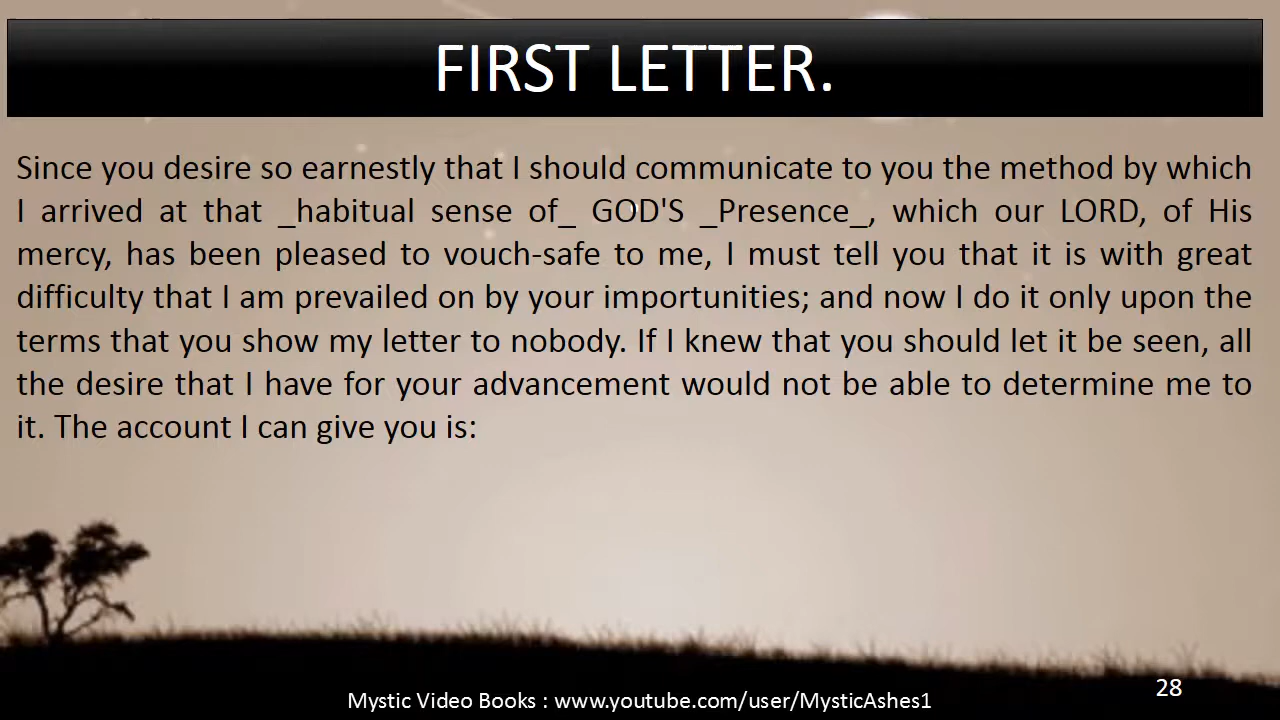 FIRST LETTER.
Since you desire so earnestly that I should communicate to you the method by which
I arrived at that _habitual sense of_ GOD'S _Presence_, which our LORD, of His
mercy, has been pleased to vouch-safe to me, I must tell you that it is with great
difficulty that I am prevailed on by your importunities; and now I do it only upon the
terms that you show my letter to nobody. If I knew that you should let it be seen, all
the desire that I have for your advancement would not be able to determine me to
it. The account I can give you is:
28
Mystic Video Books : www.youtube.com/user/MysticAshes1